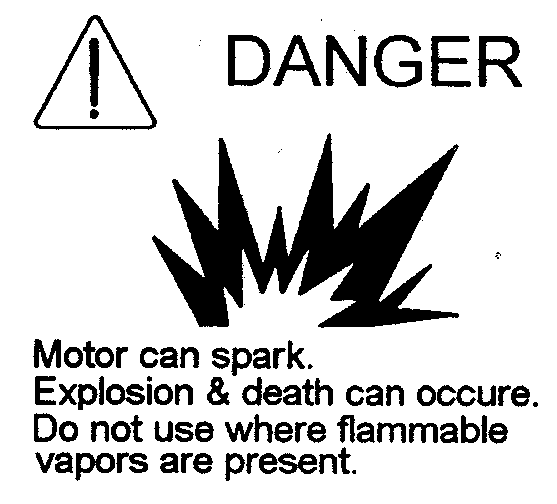 DANGER
Motor can spark.
Explosion & death can occure.
Do not use where flammable
vapors are present.